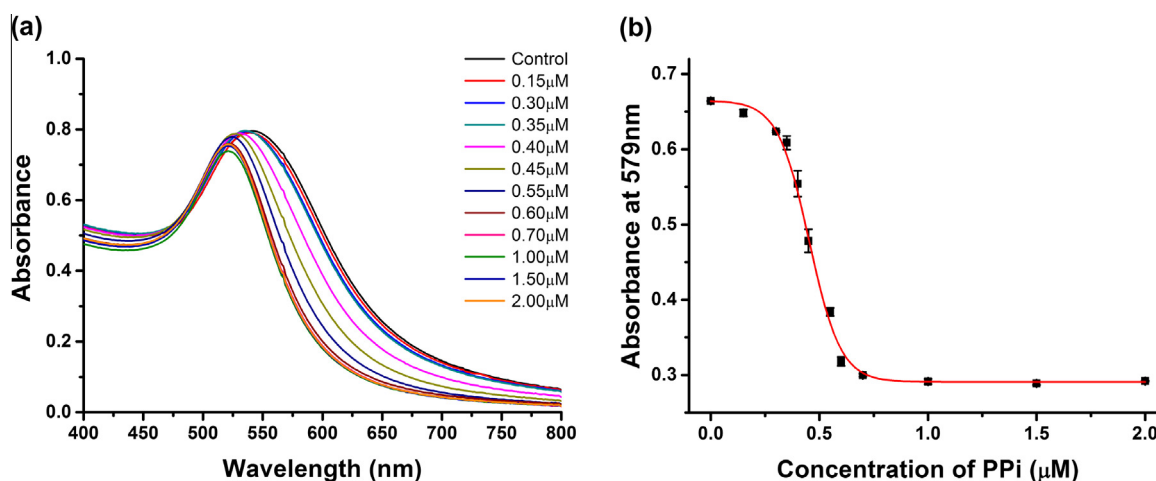 (a)
Absorbance
1.0
0.8
0.6
0.4
0.2
0.0
400
450
500
550
600
650
700
750
800
Wavelength (nm)
Control
0.15μM
0.30μM
0.35μM
0.40μM
0.45μM
0.55μM
0.60μM
0.70μM
1.00μM
1.50μM
2.00μM
(b)
Absorbance at 579nm
0.7
0.6
0.5
0.4
0.3
0.0
0.5
1.0
1.5
2.0
Concentration of PPi (μM)